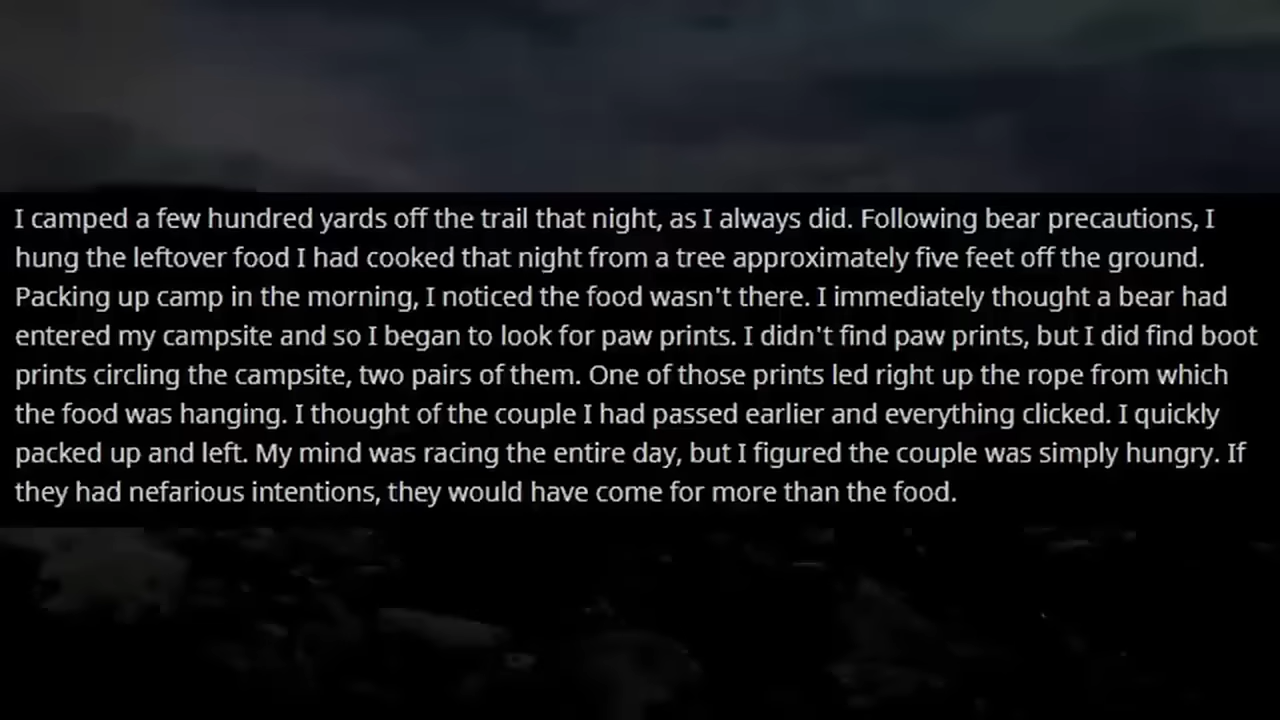 I camped a few hundred yards off the trail that night, as I always did. Following bear precautions, I
hung the leftover food I had cooked that night from a tree approximately five feet off the ground.
Packing up camp in the morning, I noticed the food wasn't there. I immediately thought a bear had
entered my campsite and so I began to look for paw prints. I didn't find paw prints, but I did find boot
prints circling the campsite, two pairs of them. One of those prints led right up the rope from which
the food was hanging. I thought of the couple I had passed earlier and everything clicked. I quickly
packed up and left. My mind was racing the entire day, but I figured the couple was simply hungry. If
they had nefarious intentions, they would have come for more than the food.